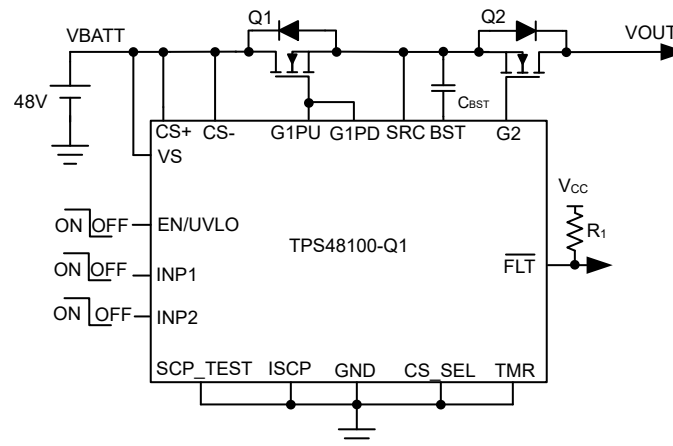 Q1
Q2
VBATT
VOUT
48V
CBST
CS+ CS- G1PU G1PD SRC BST G2
VS
VCC
ON OFF EN/UVLO
R1
TPS48100-Q1
FLT
ON OFF INP1
ON OFF INP2
SCP_TEST ISCP GND CS_SEL TMR